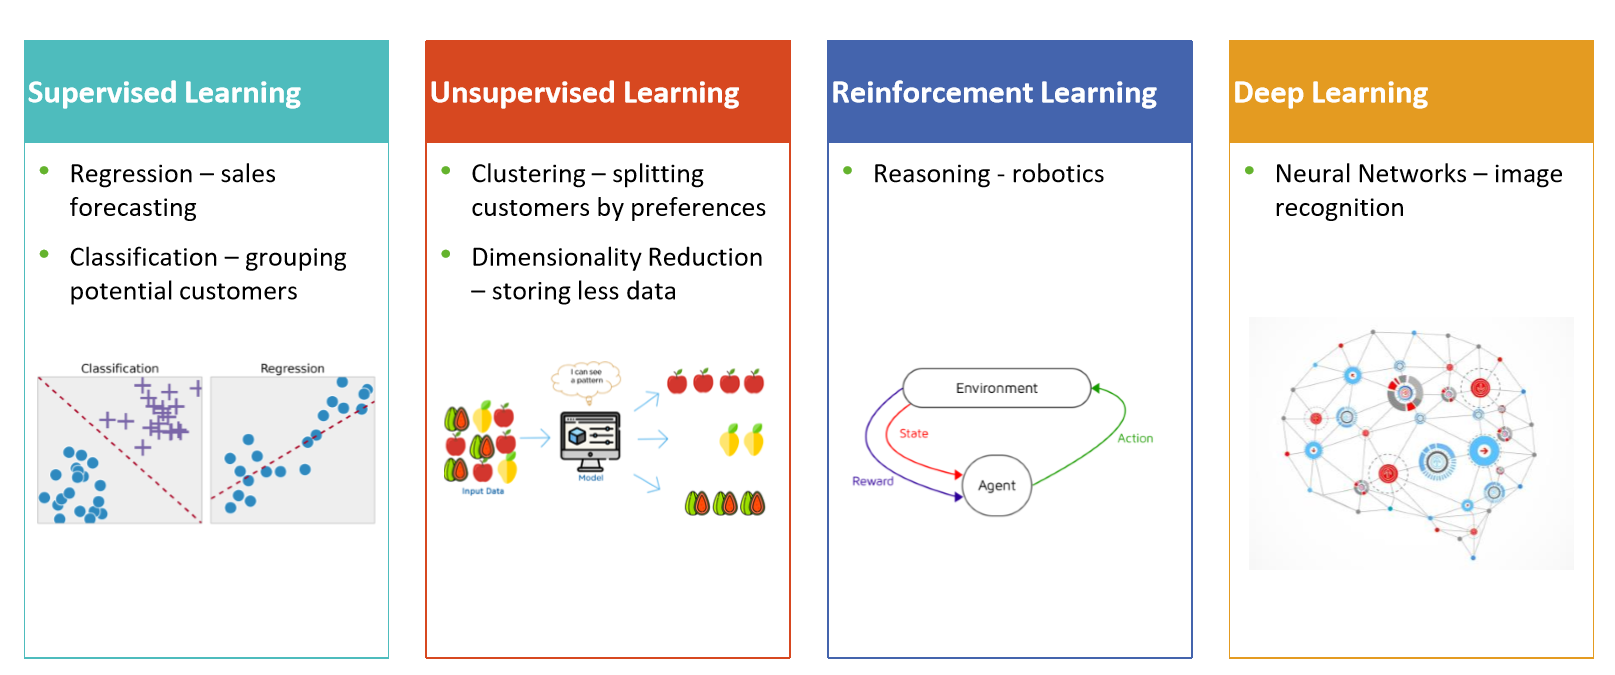 Supervised Learning
• Regression – sales
forecasting
• Classification – grouping
potential customers
Classification
Regression
Unsupervised Learning
• Clustering – splitting
customers by preferences
• Dimensionality Reduction
– storing less data
I can see
a pattern
Input Data
Model
Reinforcement Learning
• Reasoning - robotics
Environment
State
Action
Reward
Agent
Deep Learning
• Neural Networks – image
recognition